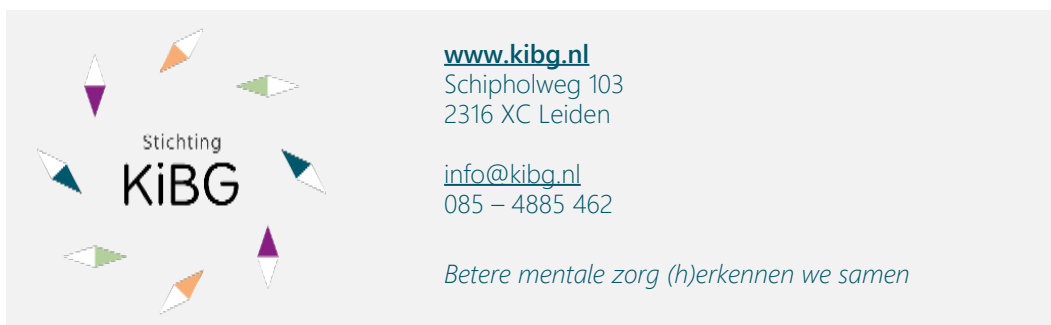 Stichting
KiBG
www.kibg.nl
Schipholweg 103
2316 XC Leiden
info@kibg.nl
085 – 4885 462
Betere mentale zorg (h)erkennen we samen